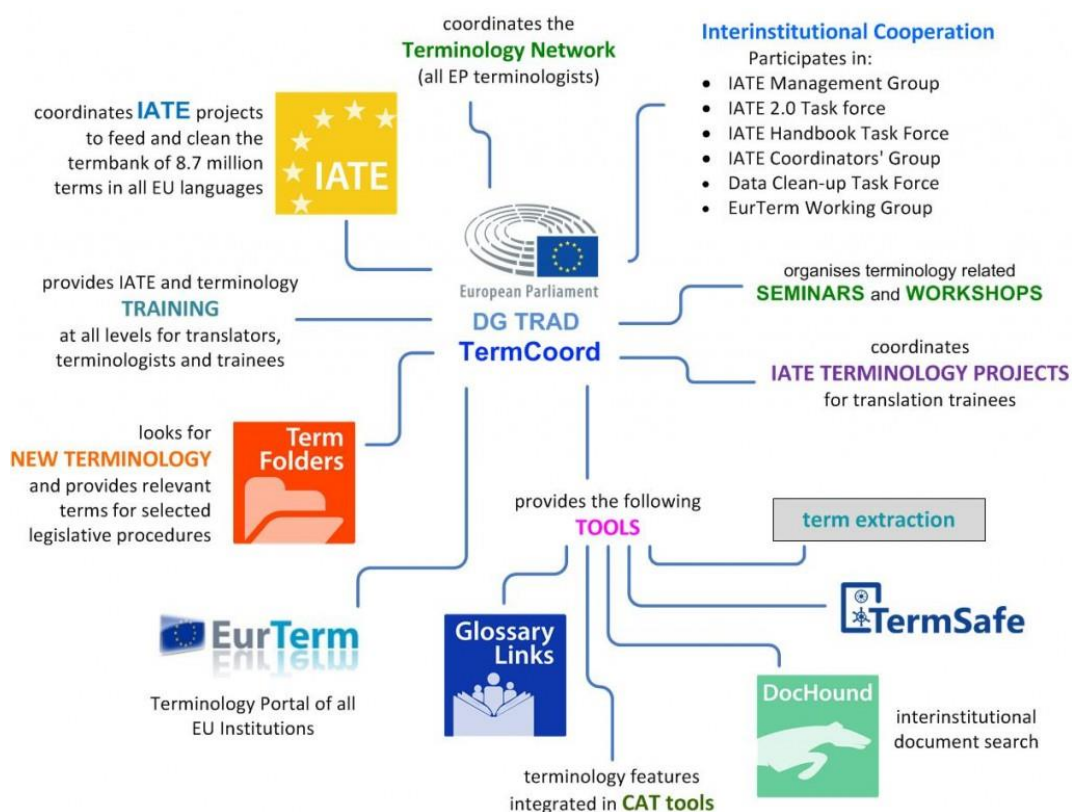 coordinates the
Terminology Network
(all EP terminologists)
Interinstitutional Cooperation
Participates in:
• IATE Management Group
• IATE 2.0 Task force
• IATE Handbook Task Force
• IATE Coordinators' Group
• Data Clean-up Task Force
• EurTerm Working Group
coordinates IATE projects
to feed and clean the
termbank of 8.7 million
terms in all EU languages
IATE
European Parliament
DG TRAD
TermCoord
provides IATE and terminology
TRAINING
at all levels for translators,
terminologists and trainees
organises terminology related
SEMINARS and WORKSHOPS
coordinates
IATE TERMINOLOGY PROJECTS
for translation trainees
looks for
NEW TERMINOLOGY
and provides relevant
terms for selected
legislative procedures
Term
Folders
provides the following
TOOLS
term extraction
EurTerm
Terminology Portal of all
EU Institutions
Glossary
Links
TermSafe
DocHound
interinstitutional
document search
terminology features
integrated in CAT tools